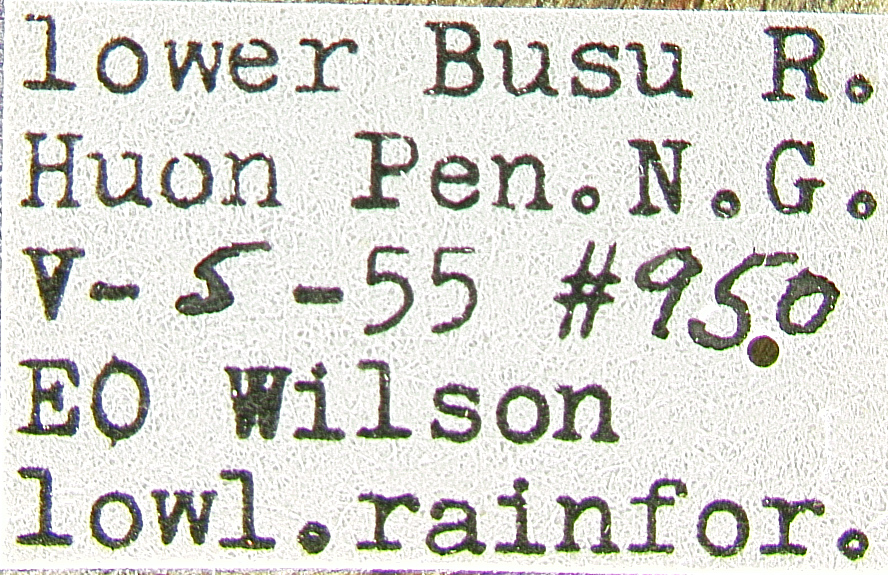 lower Busu R.
Huon Pen.N.G.
V-5-55 #950
EO Wilson
lowl.rainfor.